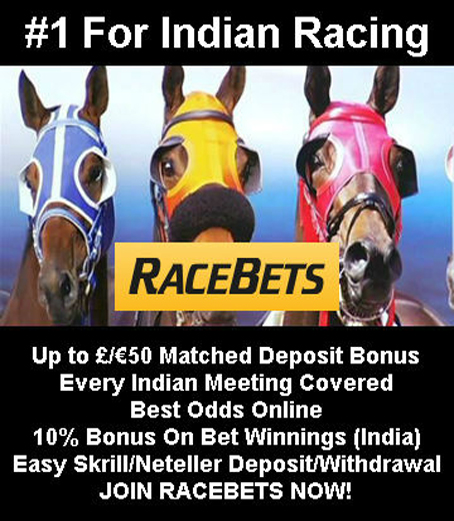 #1 For Indian Racing
RACEBETS
Up to £/€50 Matched Deposit Bonus
Every Indian Meeting Covered
Best Odds Online
10% Bonus On Bet Winnings (India)
Easy Skrill/Neteller Deposit/Withdrawal
JOIN RACEBETS NOW!